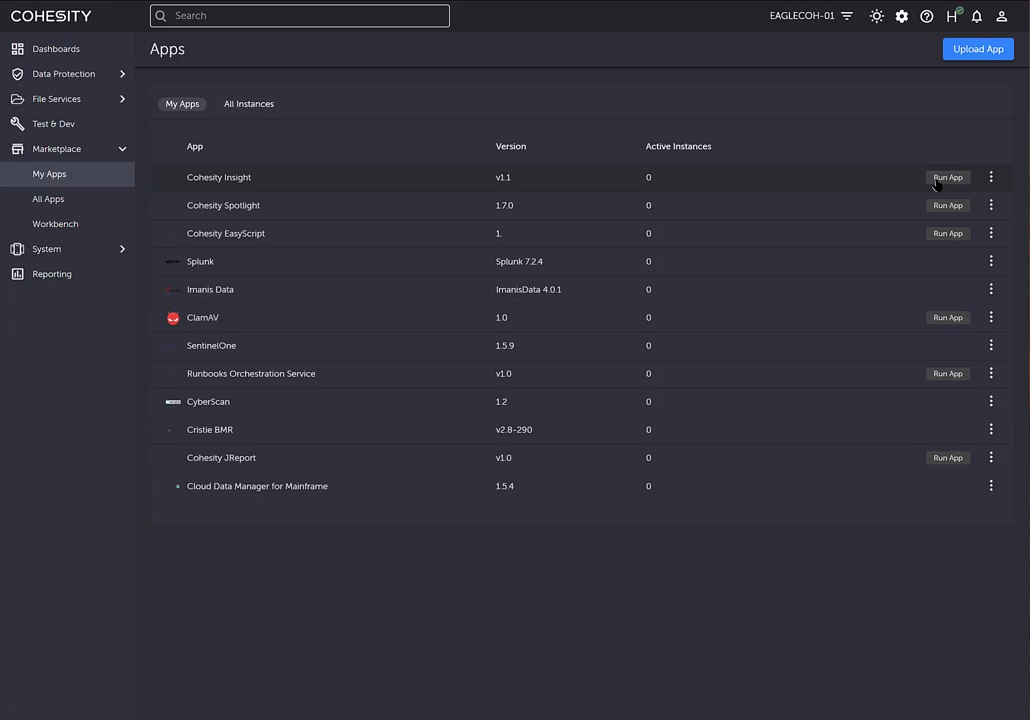 COHESITY
Search
EAGLECOH-01
H
Dashboards
Data Protection
File Services
Test & Dev
Marketplace
My Apps
All Apps
Workbench
System
Reporting
Apps
Upload App
My Apps All Instances
App Version Active Instances
Cohesity Insight v1.1 0 Run App
Cohesity Spotlight 1.7.0 0 Run App
Cohesity EasyScript 1. 0 Run App
Splunk Splunk 7.2.4 0
Imanis Data ImanisData 4.0.1 0
ClamAV 1.0 0 Run App
SentinelOne 1.5.9 0
Runbooks Orchestration Service v1.0 0 Run App
CyberScan 1.2 0
Cristie BMR v2.8-290 0
Cohesity JReport v1.0 0 Run App
Cloud Data Manager for Mainframe 1.5.4 0